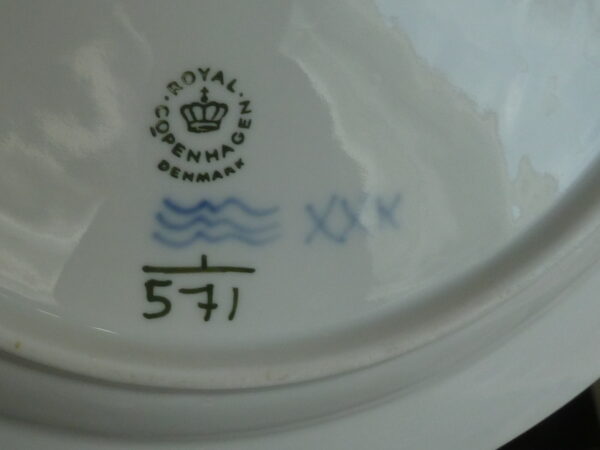 · ROYAL ·
COPENHAGEN
DENMARK
XXX
1
571